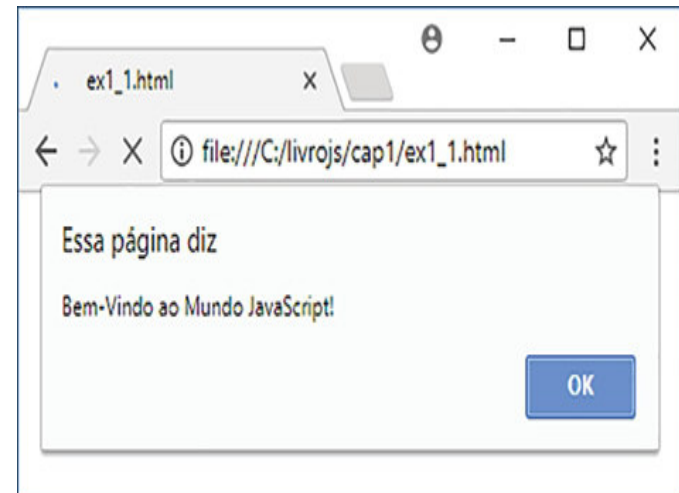 ex1_1.html
file:///C:/livrojs/cap1/ex1_1.html
Essa página diz
Bem-Vindo ao Mundo JavaScript!
OK